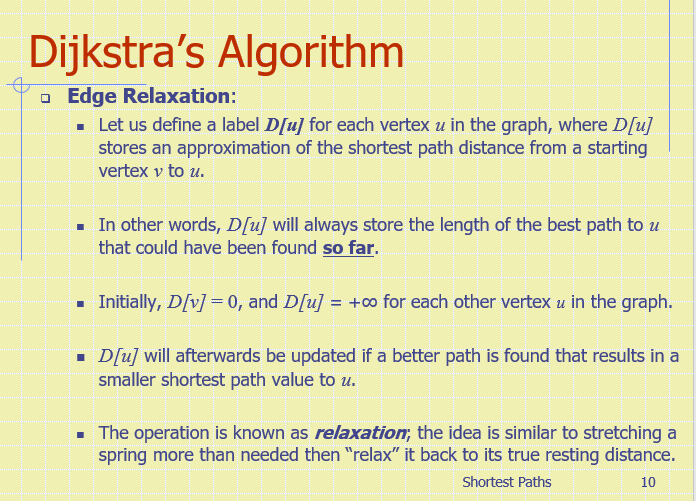 Dijkstra's Algorithm
Edge Relaxation:
Let us define a label D[u] for each vertex u in the graph, where D[u]
stores an approximation of the shortest path distance from a starting
vertex v to u.
In other words, D[u] will always store the length of the best path to u
that could have been found so far.
Initially, D[v] = 0, and D[u] = +∞ for each other vertex u in the graph.
D[u] will afterwards be updated if a better path is found that results in a
smaller shortest path value to u.
The operation is known as relaxation; the idea is similar to stretching a
spring more than needed then “relax” it back to its true resting distance.
Shortest Paths 10